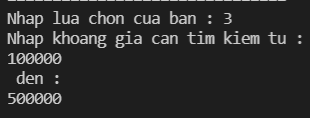 Nhap lua chon cua ban : 3
Nhap khoang gia can tim kiem tu :
100000
 den :
500000